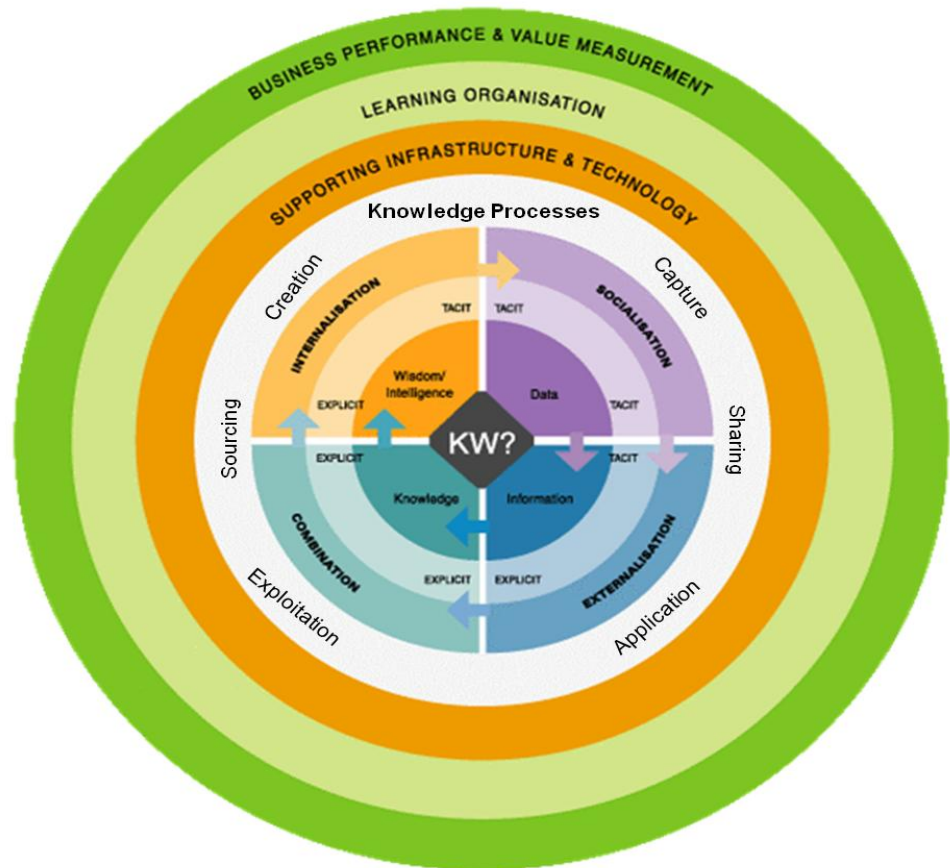 BUSINESS PERFORMANCE & VALUE MEASUREMENT
LEARNING ORGANISATION
SUPPORTING INFRASTRUCTURE & TECHNOLOGY
Knowledge Processes
Creation
Capture
INTERNALISATION
SOCIALISATION
TACIT
TACIT
Wisdom/
Intelligence
Data
EXPLICIT
TACIT
Sourcing
KW?
Sharing
EXPLICIT
TACIT
Knowledge
Information
COMBINATION
EXTERNALISATION
EXPLICIT
EXPLICIT
Exploitation
Application